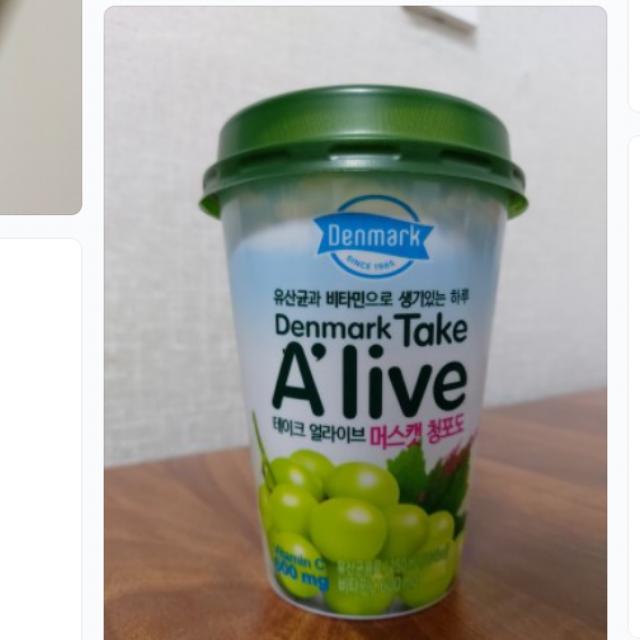 Denmark
SINCE 1985
유산균과 비타민으로 생기있는 하루
Denmark Take
A'live
테이크 얼라이브 머스캣 청포도
Vitamin C
500 mg